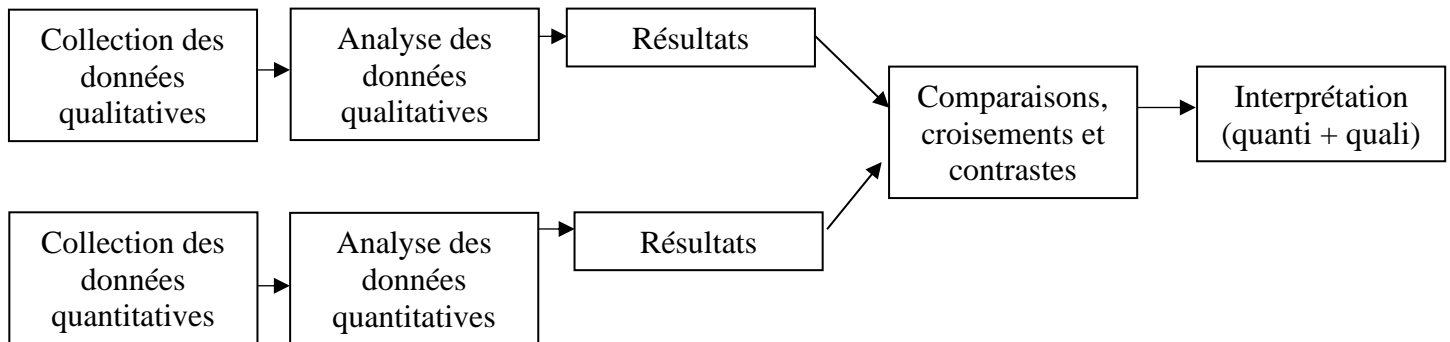 Collection des
données
qualitatives
Analyse des
données
qualitatives
Résultats
Collection des
données
quantitatives
Analyse des
données
quantitatives
Résultats
Comparaisons,
croisements et
contrastes
Interprétation
(quanti + quali)